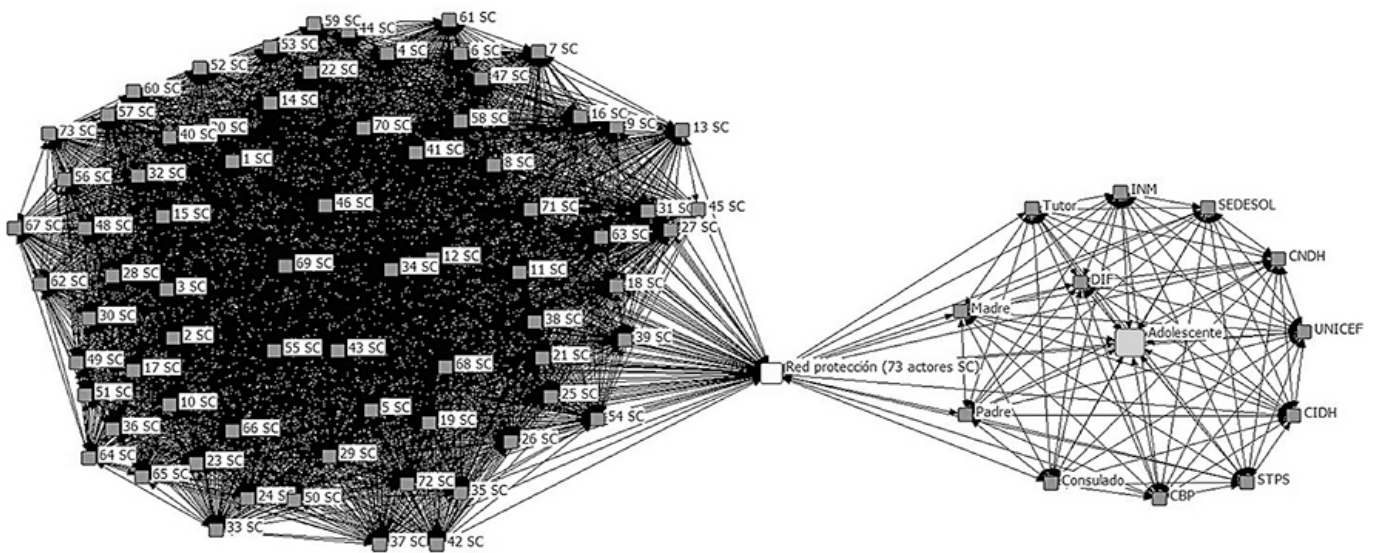 59 SC
44 SC
61 SC
53 SC
4 SC
6 SC
7 SC
52 SC
22 SC
47 SC
60 SC
14 SC
57 SC
16 SC
9 SC
73 SC
40 SC
20 SC
70 SC
58 SC
13 SC
1 SC
41 SC
8 SC
56 SC
32 SC
15 SC
46 SC
71 SC
31 SC
45 SC
67 SC
48 SC
63 SC
27 SC
69 SC
34 SC
12 SC
11 SC
62 SC
28 SC
3 SC
18 SC
30 SC
38 SC
2 SC
39 SC
49 SC
17 SC
55 SC
43 SC
68 SC
21 SC
51 SC
10 SC
5 SC
25 SC
36 SC
66 SC
19 SC
54 SC
26 SC
64 SC
65 SC
23 SC
29 SC
24 SC
50 SC
72 SC
35 SC
33 SC
37 SC
42 SC
Red protección (73 actores SC)
Tutor
INM
SEDESOL
CNDH
DIF
Madre
Adolescente
UNICEF
Padre
CIDH
Consulado
CBP
STPS